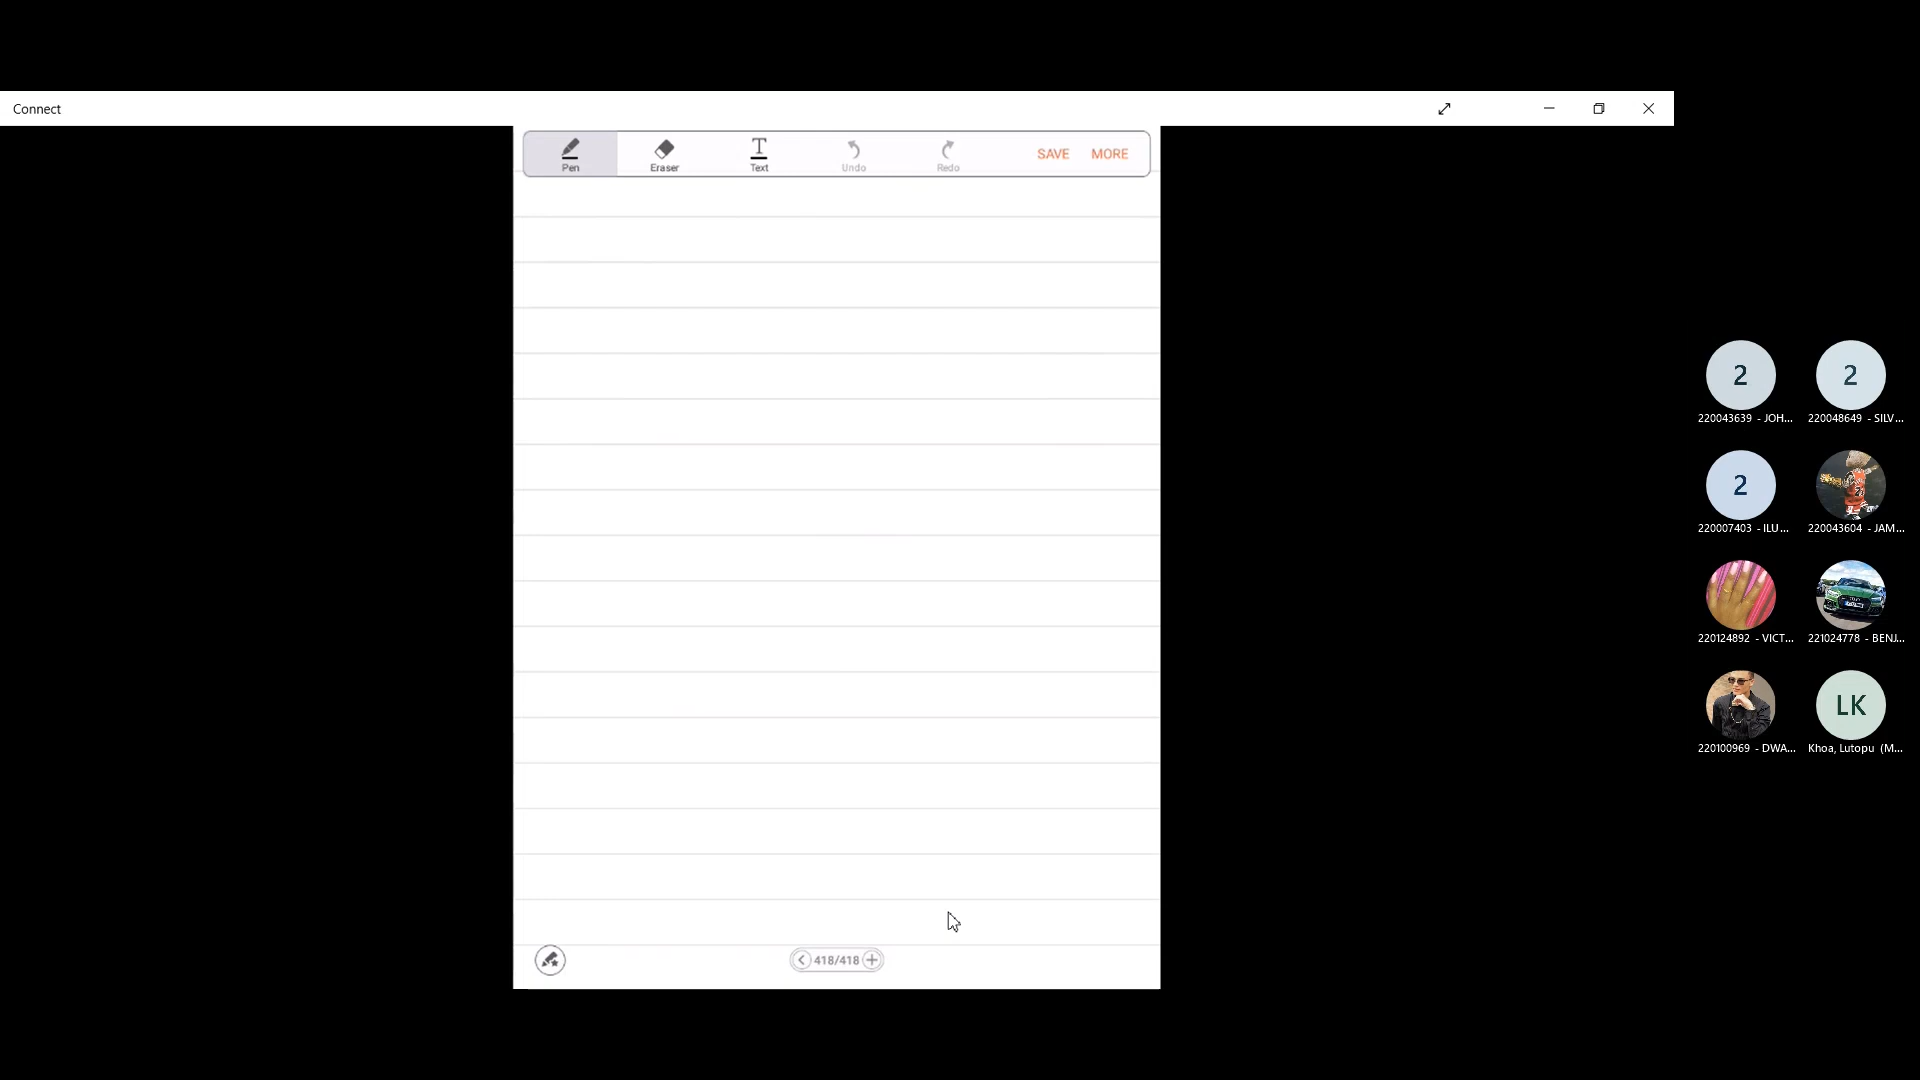 Connect
Pen
Eraser
Text
Undo
Redo
SAVE
MORE
2
220043639 - JOH...
2
220048649 - SILV...
2
220007403 - ILU...
220043604 - JAM...
220124892 - VICT...
221024778 - BENJ...
220100969 - DWA...
LK
Khoa, Lutopu (M...
418/418